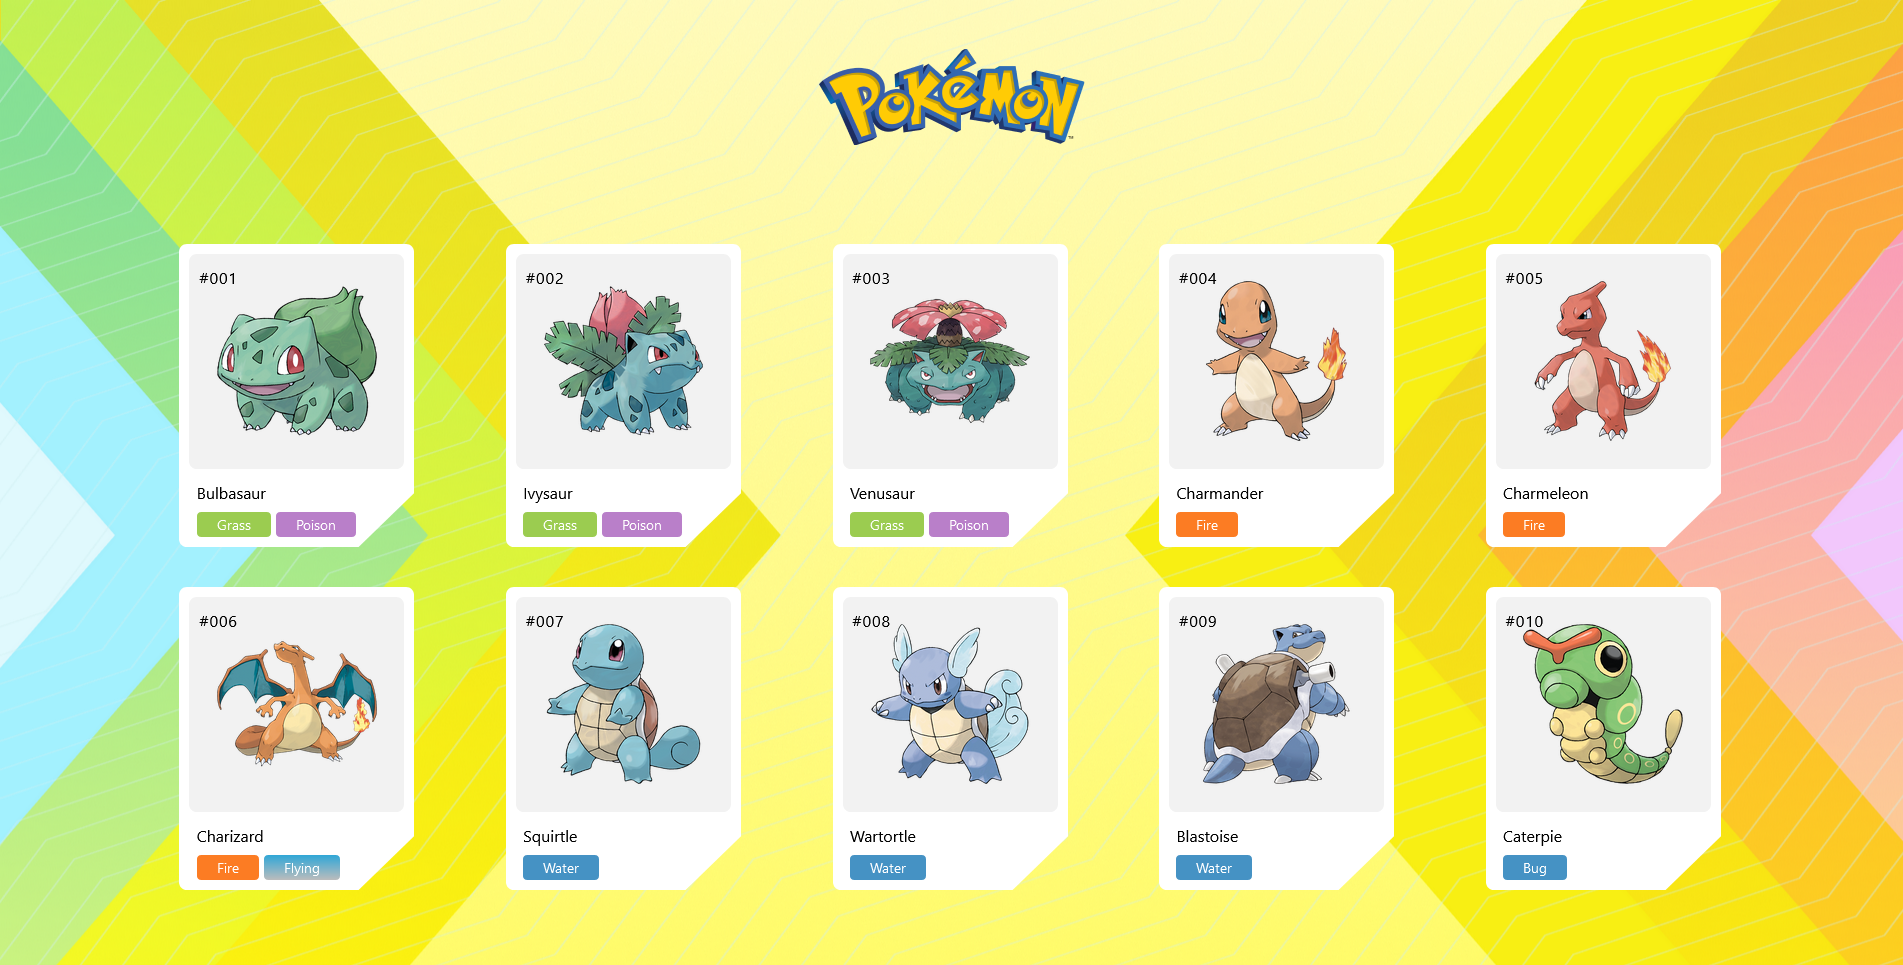 POKéMON
™
#001
Bulbasaur
Grass Poison
#002
Ivysaur
Grass Poison
#003
Venusaur
Grass Poison
#004
Charmander
Fire
#005
Charmeleon
Fire
#006
Charizard
Fire Flying
#007
Squirtle
Water
#008
Wartortle
Water
#009
Blastoise
Water
#010
Caterpie
Bug